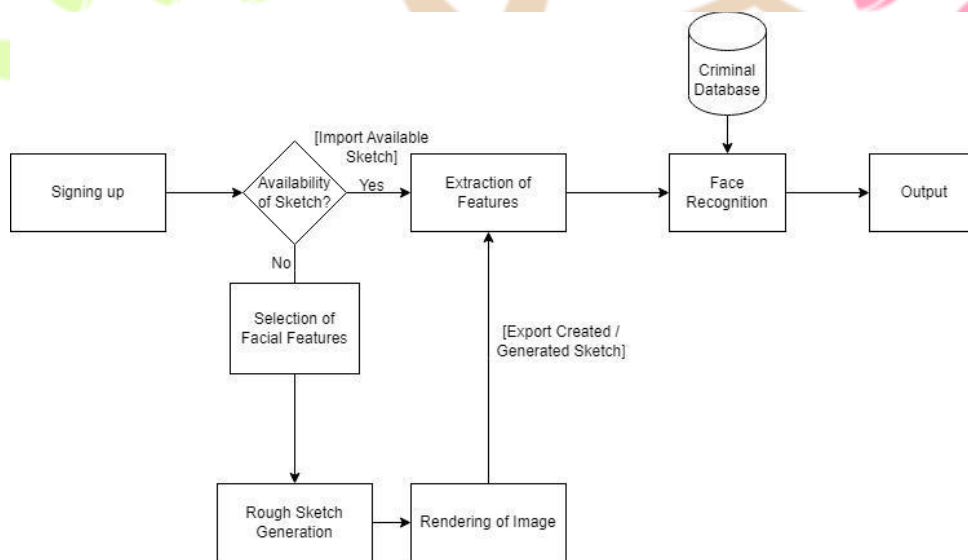 Criminal
Database
[Import Available
Sketch]
Signing up
Availability
of Sketch?
Yes
Extraction of
Features
Face
Recognition
Output
No
Selection of
Facial Features
[Export Created /
Generated Sketch]
Rough Sketch
Generation
Rendering of Image